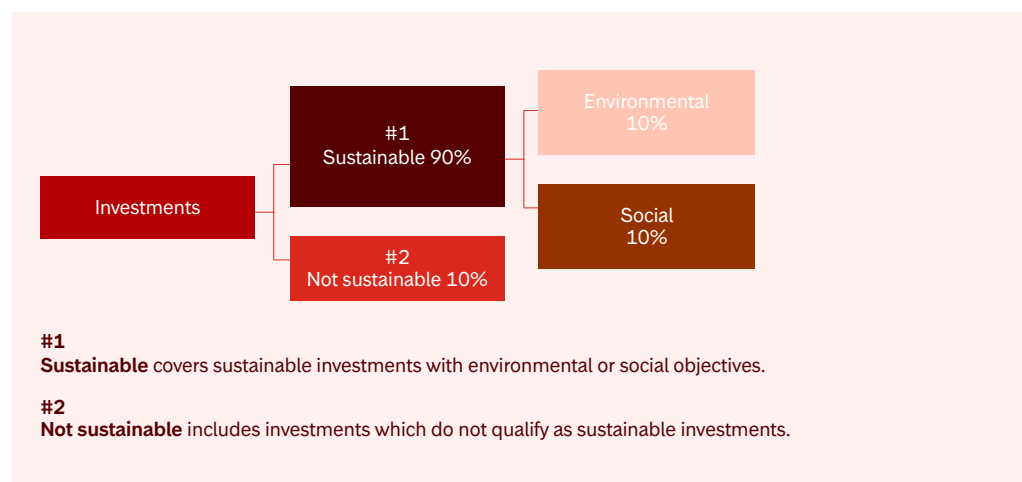 Investments
#1
Sustainable 90%
#2
Not sustainable 10%
Environmental
10%
Social
10%
#1
Sustainable covers sustainable investments with environmental or social objectives.
#2
Not sustainable includes investments which do not qualify as sustainable investments.